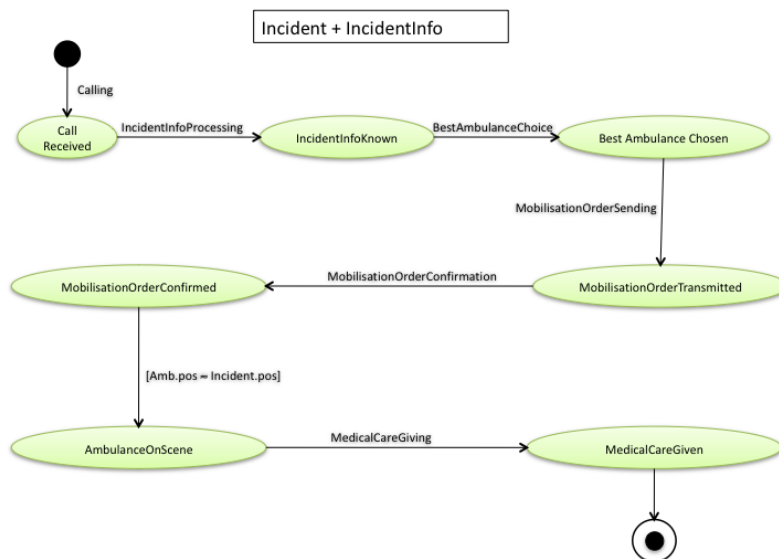 Incident + IncidentInfo
Calling
Call
Received
IncidentInfoProcessing
IncidentInfoKnown
BestAmbulanceChoice
Best Ambulance Chosen
MobilisationOrderSending
MobilisationOrderTransmitted
MobilisationOrderConfirmation
MobilisationOrderConfirmed
[Amb.pos = Incident.pos]
AmbulanceOnScene
MedicalCareGiving
MedicalCareGiven